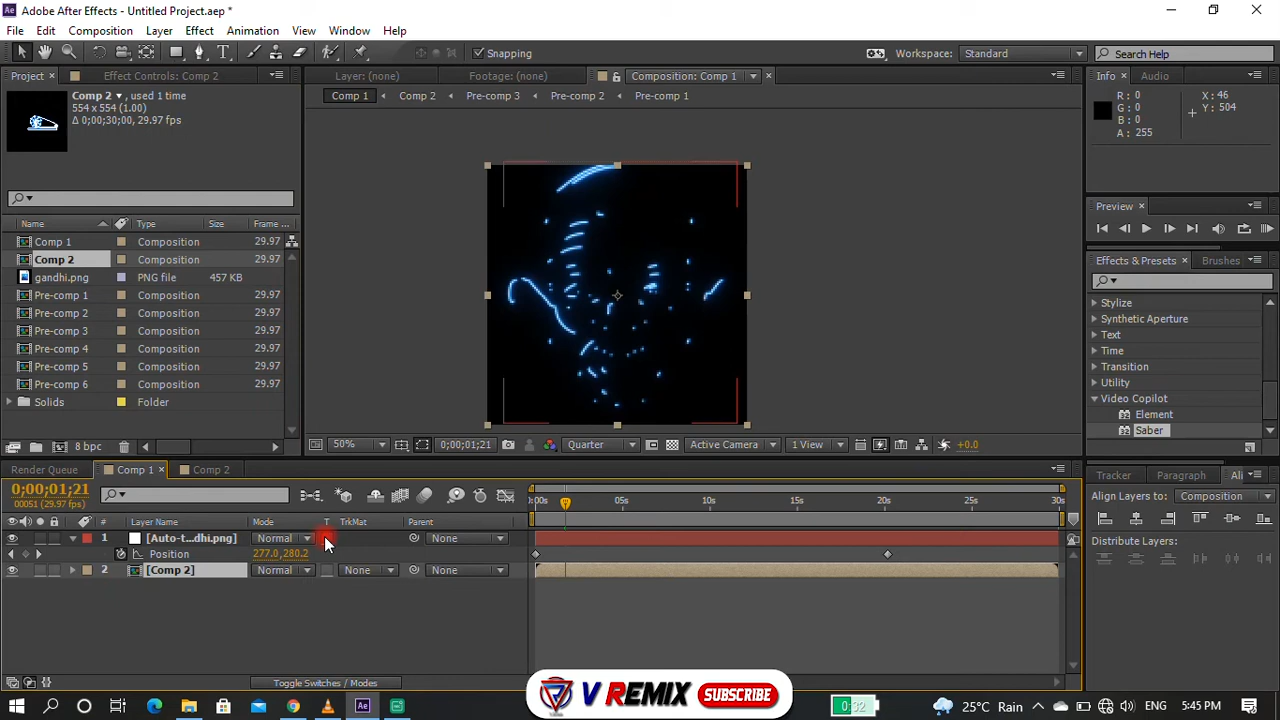 Adobe After Effects - Untitled Project.aep *
File Edit Composition Layer Effect Animation View Window Help
Snapping
Workspace: Standard
Search Help
Project
Effect Controls: Comp 2
Layer: (none)
Footage: (none)
Composition: Comp 1
Info
Audio
Comp 2 , used 1 time
554 x 554 (1.00)
Δ 0;00;30;00, 29.97 fps
Comp 1
Comp 2
Pre-comp 3
Pre-comp 2
Pre-comp 1
R: 0
G: 0
B: 0
A: 255
X: 46
Y: 504
Preview
Name Type Size Frame ...
Comp 1 Composition 29.97
Comp 2 Composition 29.97
gandhi.png PNG file 457 KB
Pre-comp 1 Composition 29.97
Pre-comp 2 Composition 29.97
Pre-comp 3 Composition 29.97
Pre-comp 4 Composition 29.97
Pre-comp 5 Composition 29.97
Pre-comp 6 Composition 29.97
Solids Folder
8 bpc
Effects & Presets
Brushes
Stylize
Synthetic Aperture
Text
Time
Transition
Utility
Video Copilot
Element
Saber
50%
0;00;01;21
Quarter
Active Camera
1 View
+0.0
Render Queue
Comp 1
Comp 2
0;00;01;21
00051 (29.97 fps)
:00s 05s 10s 15s 20s 25s 30s
# Layer Name Mode T TrkMat Parent
1 [Auto-t...dhi.png] Normal None
Position 277.0,280.2
2 [Comp 2] Normal None None
Toggle Switches / Modes
Tracker
Paragraph
Ali
Align Layers to: Composition
Distribute Layers:
V REMIX SUBSCRIBE
0:32
25°C Rain
ENG
5:45 PM